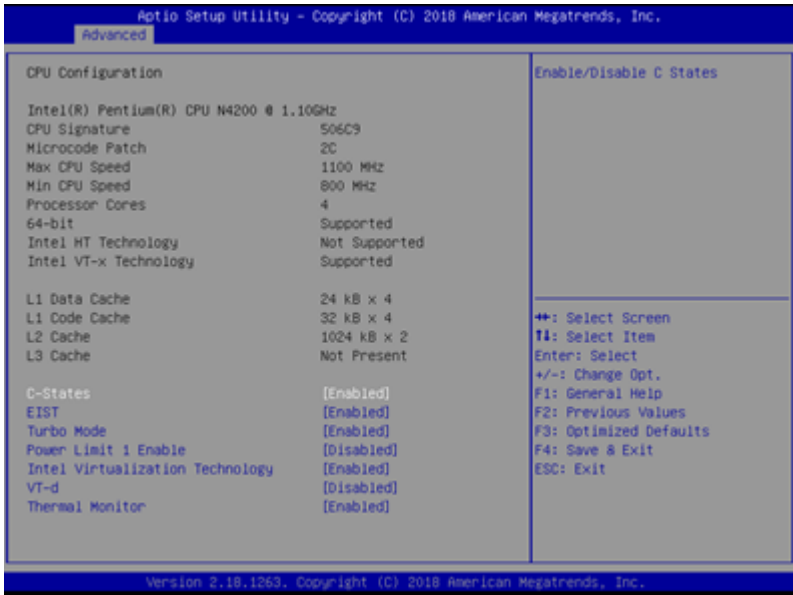 Aptio Setup Utility – Copyright (C) 2018 American Megatrends, Inc.
Advanced
CPU Configuration
Intel(R) Pentium(R) CPU N4200 @ 1.10GHz
CPU Signature 506C9
Microcode Patch 2C
Max CPU Speed 1100 MHz
Min CPU Speed 800 MHz
Processor Cores 4
64-bit Supported
Intel HT Technology Not Supported
Intel VT-x Technology Supported
L1 Data Cache 24 kB x 4
L1 Code Cache 32 kB x 4
L2 Cache 1024 kB x 2
L3 Cache Not Present
C-States [Enabled]
EIST [Enabled]
Turbo Mode [Enabled]
Power Limit 1 Enable [Disabled]
Intel Virtualization Technology [Enabled]
VT-d [Disabled]
Thermal Monitor [Enabled]
Enable/Disable C States
→←: Select Screen
↑↓: Select Item
Enter: Select
+/-: Change Opt.
F1: General Help
F2: Previous Values
F3: Optimized Defaults
F4: Save & Exit
ESC: Exit
Version 2.18.1263. Copyright (C) 2018 American Megatrends, Inc.